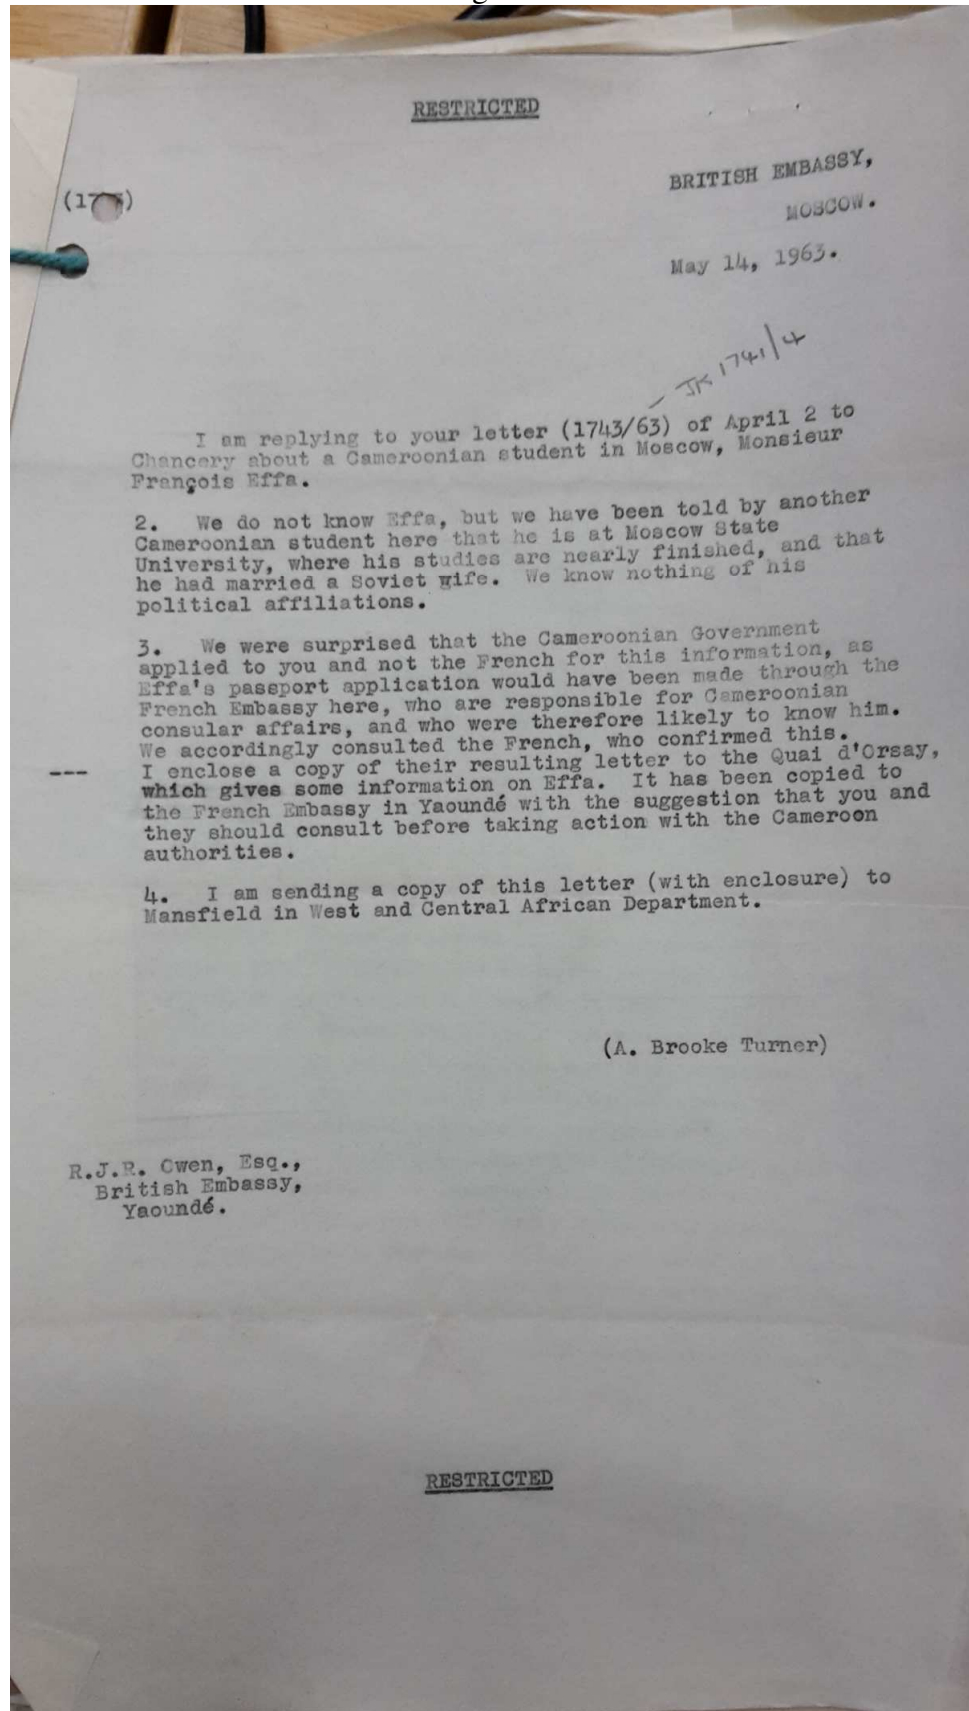 RESTRICTED
BRITISH EMBASSY,
MOSCOW.
(17 )
May 14, 1963.
JK 1741/4
I am replying to your letter (1743/63) of April 2 to
Chancery about a Cameroonian student in Moscow, Monsieur
François Effa.
2. We do not know Effa, but we have been told by another
Cameroonian student here that he is at Moscow State
University, where his studies are nearly finished, and that
he had married a Soviet wife. We know nothing of his
political affiliations.
3. We were surprised that the Cameroonian Government
applied to you and not the French for this information, as
Effa's passport application would have been made through the
French Embassy here, who are responsible for Cameroonian
consular affairs, and who were therefore likely to know him.
We accordingly consulted the French, who confirmed this.
--- I enclose a copy of their resulting letter to the Quai d'Orsay,
which gives some information on Effa. It has been copied to
the French Embassy in Yaoundé with the suggestion that you and
they should consult before taking action with the Cameroon
authorities.
4. I am sending a copy of this letter (with enclosure) to
Mansfield in West and Central African Department.
(A. Brooke Turner)
R.J.R. Owen, Esq.,
British Embassy,
Yaoundé.
RESTRICTED